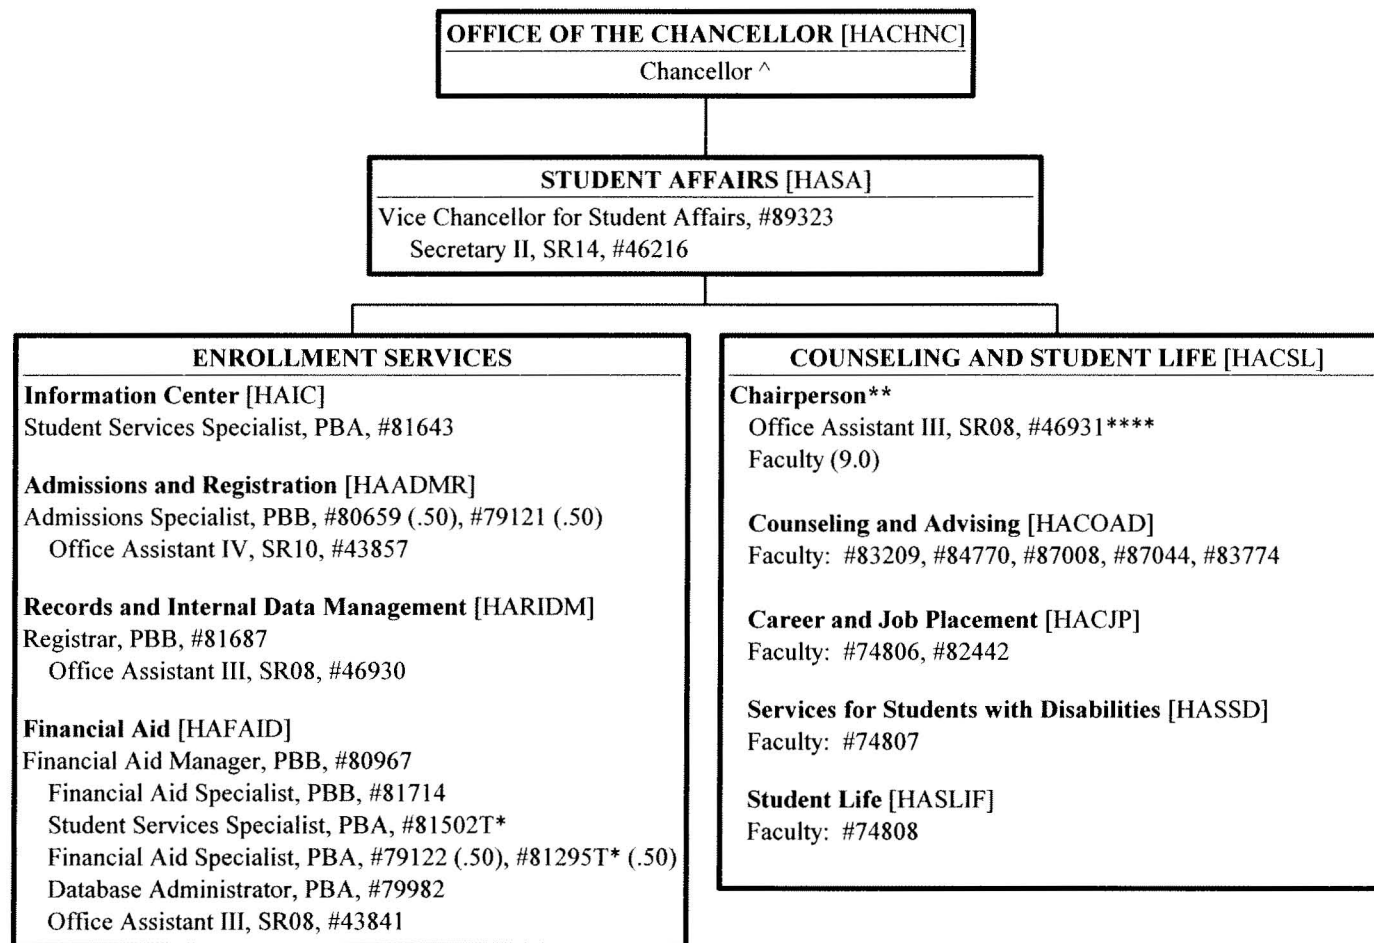 OFFICE OF THE CHANCELLOR [HACHNC]
Chancellor ^
STUDENT AFFAIRS [HASA]
Vice Chancellor for Student Affairs, #89323
Secretary II, SR14, #46216
ENROLLMENT SERVICES
Information Center [HAIC]
Student Services Specialist, PBA, #81643
Admissions and Registration [HAADMR]
Admissions Specialist, PBB, #80659 (.50), #79121 (.50)
Office Assistant IV, SR10, #43857
Records and Internal Data Management [HARIDM]
Registrar, PBB, #81687
Office Assistant III, SR08, #46930
Financial Aid [HAFAID]
Financial Aid Manager, PBB, #80967
Financial Aid Specialist, PBB, #81714
Student Services Specialist, PBA, #81502T*
Financial Aid Specialist, PBA, #79122 (.50), #81295T* (.50)
Database Administrator, PBA, #79982
Office Assistant III, SR08, #43841
COUNSELING AND STUDENT LIFE [HACSL]
Chairperson**
Office Assistant III, SR08, #46931****
Faculty (9.0)
Counseling and Advising [HACOAD]
Faculty: #83209, #84770, #87008, #87044, #83774
Career and Job Placement [HACJP]
Faculty: #74806, #82442
Services for Students with Disabilities [HASSD]
Faculty: #74807
Student Life [HASLIF]
Faculty: #74808